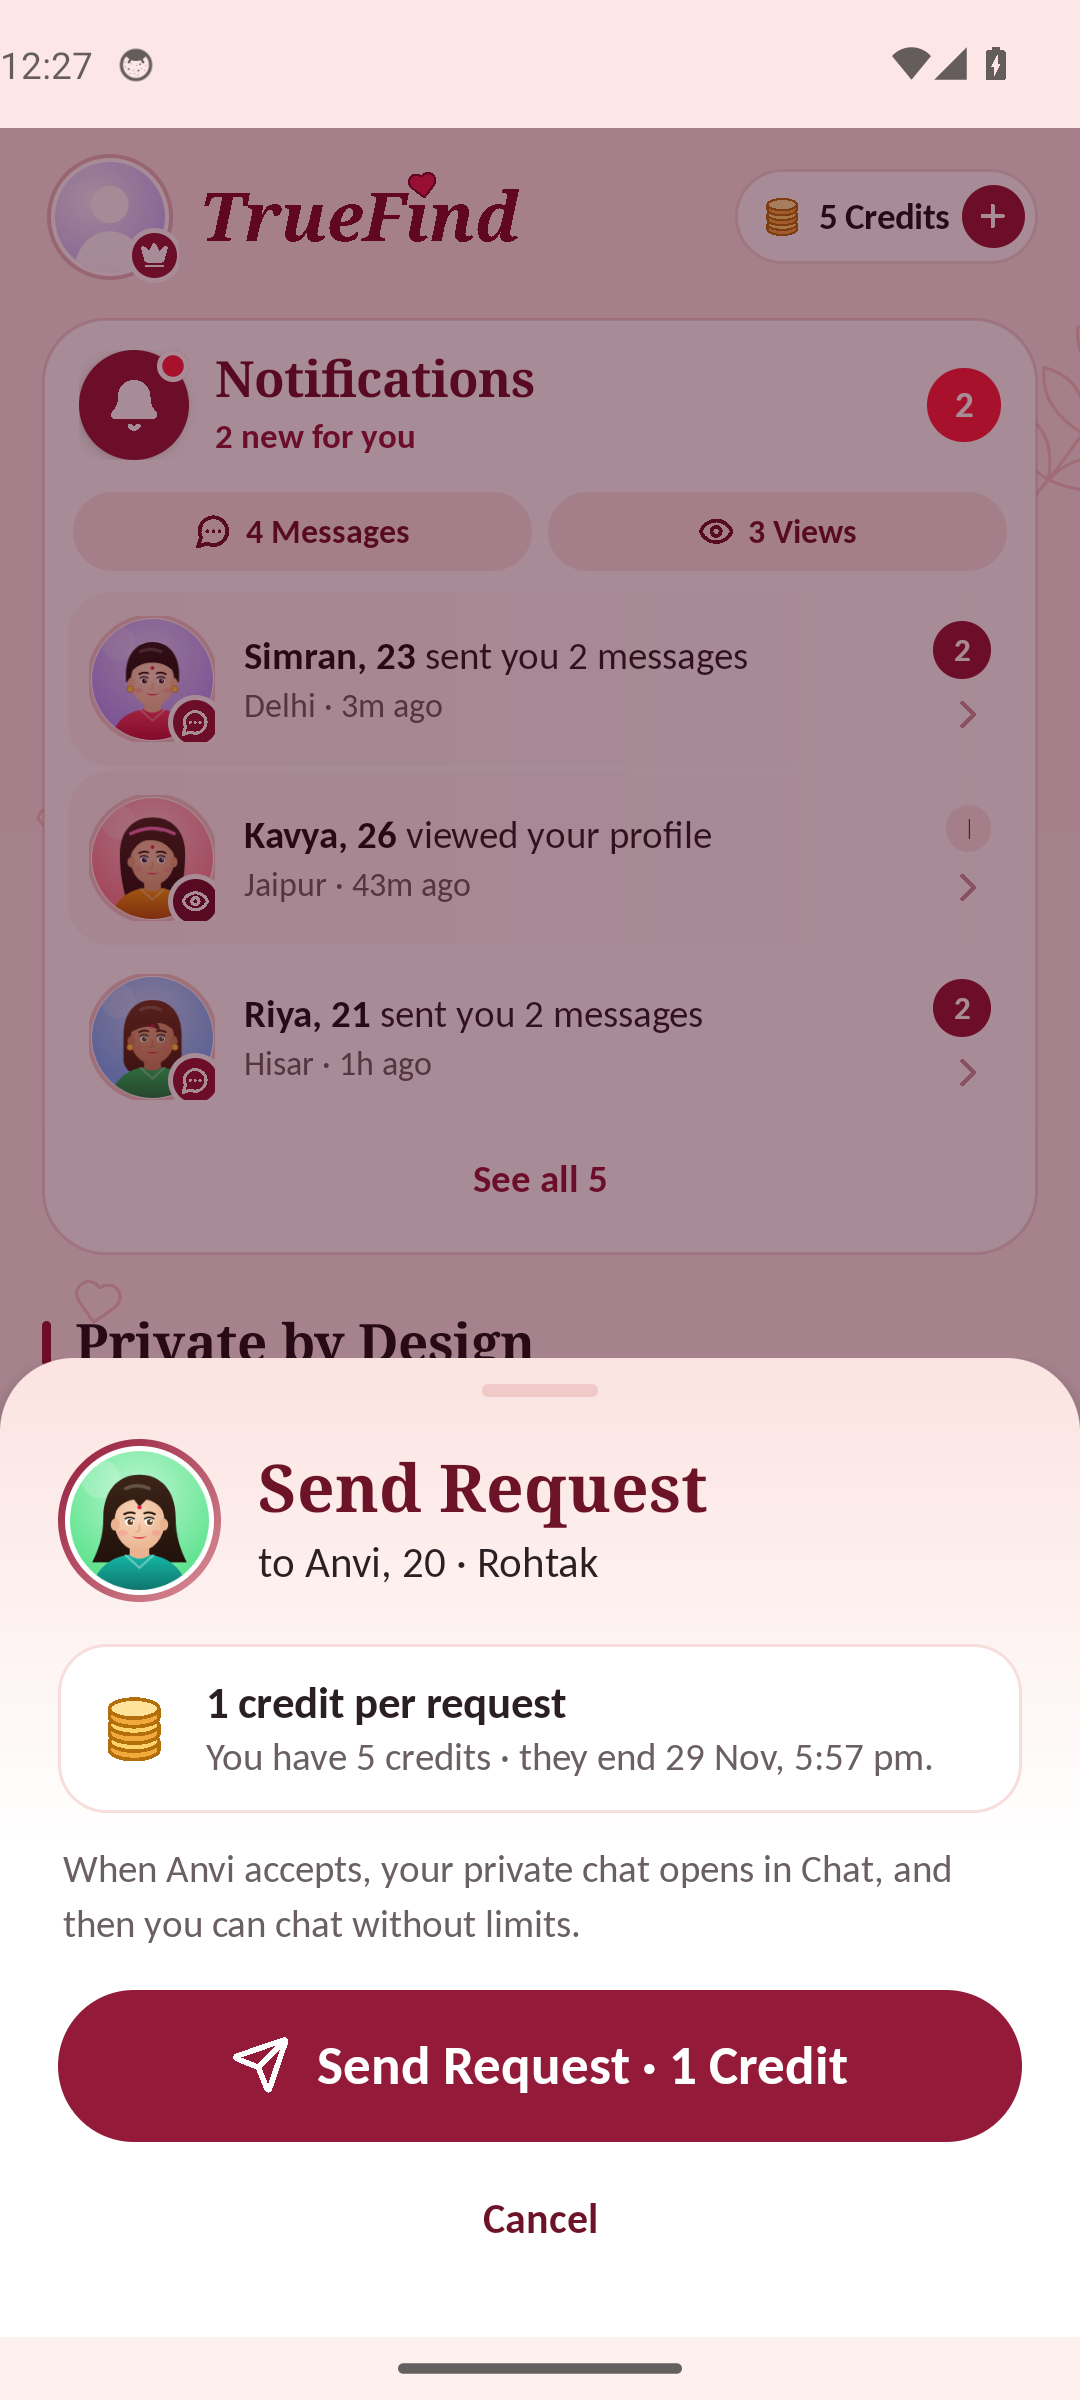 12:27
TrueFind
5 Credits
Notifications
2 new for you
2
4 Messages
3 Views
Simran, 23 sent you 2 messages
Delhi · 3m ago
2
Kavya, 26 viewed your profile
Jaipur · 43m ago
Riya, 21 sent you 2 messages
Hisar · 1h ago
2
See all 5
Private by Design
Send Request
to Anvi, 20 · Rohtak
1 credit per request
You have 5 credits · they end 29 Nov, 5:57 pm.
When Anvi accepts, your private chat opens in Chat, and
then you can chat without limits.
Send Request · 1 Credit
Cancel